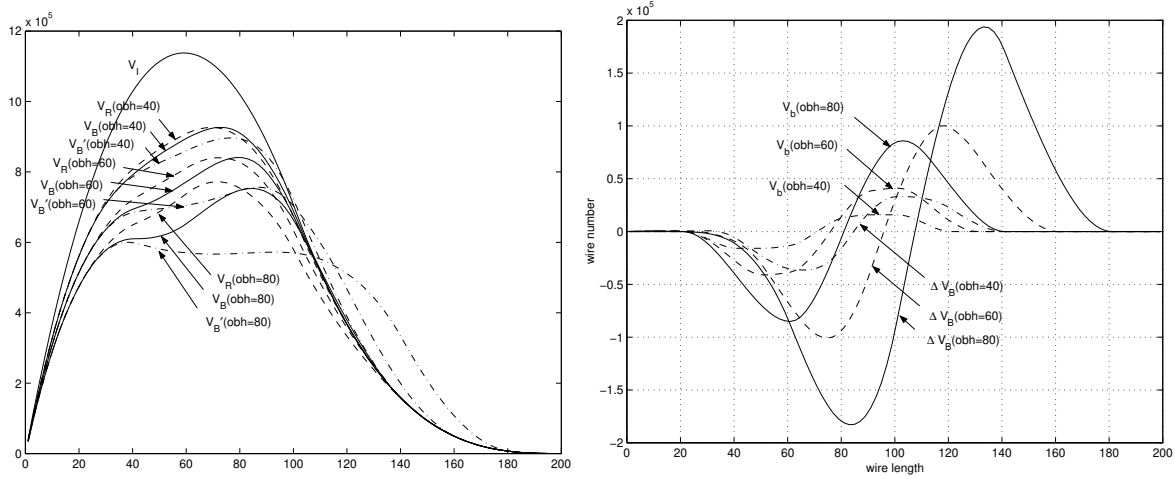 x 10^5
12
10
8
6
4
2
0
0 20 40 60 80 100 120 140 160 180 200
V_I
V_R(obh=40)
V_B(obh=40)
V_B′(obh=40)
V_R(obh=60)
V_B(obh=60)
V_B′(obh=60)
V_R(obh=80)
V_B(obh=80)
V_B′(obh=80)
x 10^5
2
1.5
1
0.5
0
−0.5
−1
−1.5
−2
0 20 40 60 80 100 120 140 160 180 200
wire number
wire length
V_b(obh=80)
V_b(obh=60)
V_b(obh=40)
Δ V_B(obh=40)
Δ V_B(obh=60)
Δ V_B(obh=80)